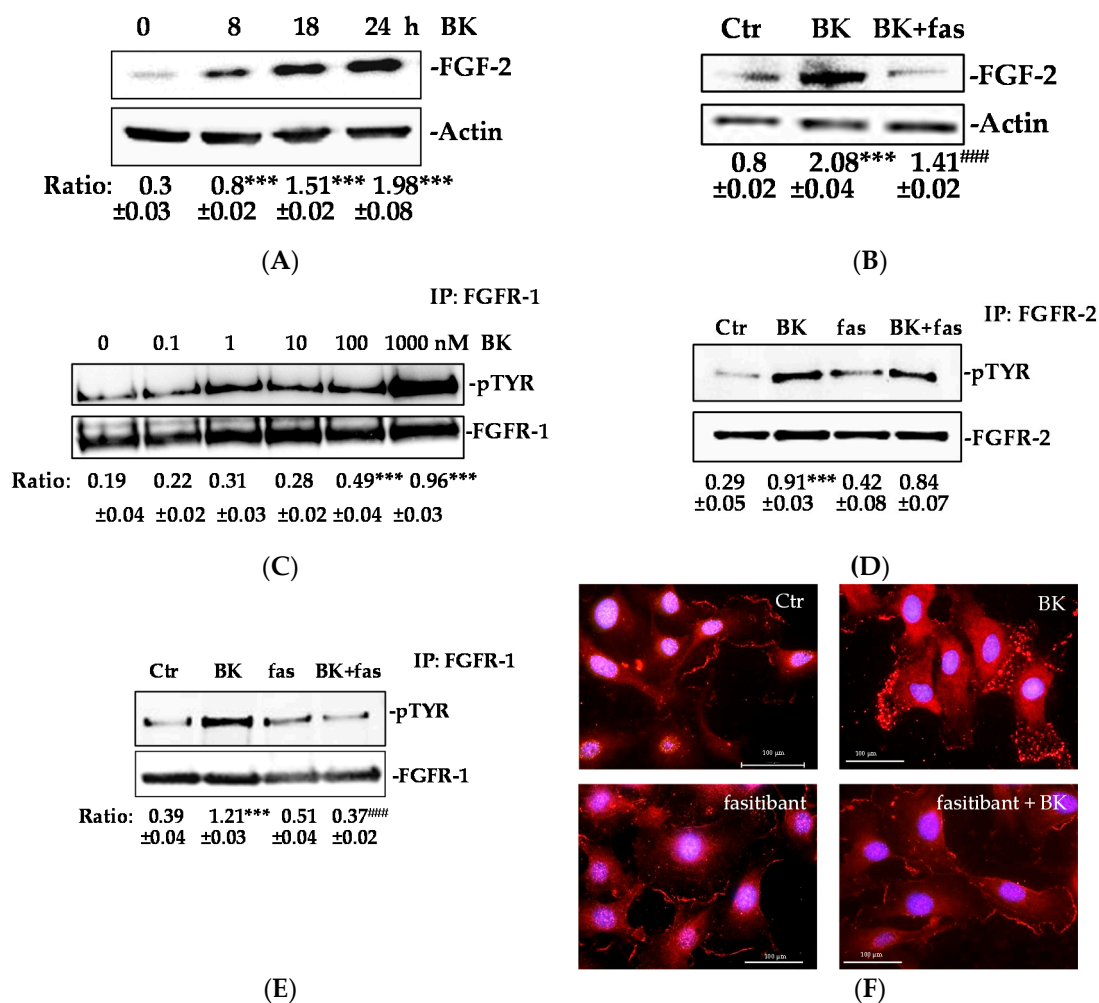 0 8 18 24 h BK
-FGF-2
-Actin
Ratio: 0.3 0.8*** 1.51*** 1.98***
±0.03 ±0.02 ±0.02 ±0.08
(A)
Ctr BK BK+fas
-FGF-2
-Actin
0.8 2.08*** 1.41###
±0.02 ±0.04 ±0.02
(B)
IP: FGFR-1
0 0.1 1 10 100 1000 nM BK
-pTYR
-FGFR-1
Ratio: 0.19 0.22 0.31 0.28 0.49*** 0.96***
±0.04 ±0.02 ±0.03 ±0.02 ±0.04 ±0.03
(C)
IP: FGFR-2
Ctr BK fas BK+fas
-pTYR
-FGFR-2
0.29 0.91*** 0.42 0.84
±0.05 ±0.03 ±0.08 ±0.07
(D)
IP: FGFR-1
Ctr BK fas BK+fas
-pTYR
-FGFR-1
Ratio: 0.39 1.21*** 0.51 0.37###
±0.04 ±0.03 ±0.04 ±0.02
(E)
Ctr
100 µm
BK
100 µm
fasitibant
100 µm
fasitibant + BK
100 µm
(F)